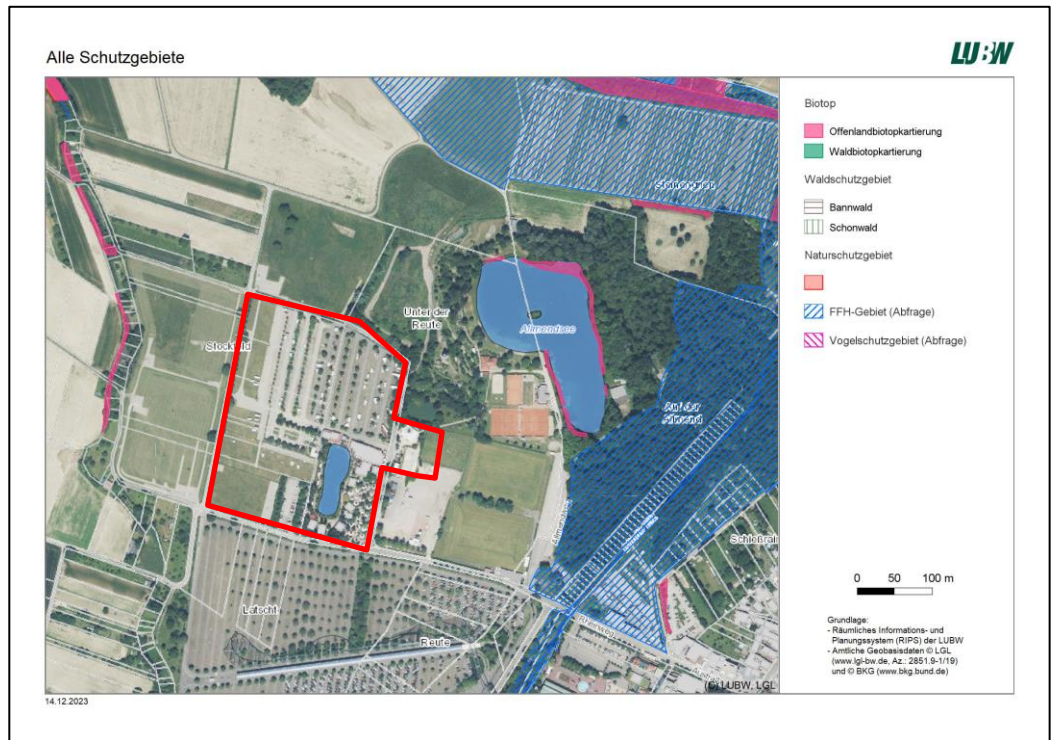 Alle Schutzgebiete
LUBW
Biotop
Offenlandbiotopkartierung
Waldbiotopkartierung
Waldschutzgebiet
Bannwald
Schonwald
Naturschutzgebiet
FFH-Gebiet (Abfrage)
Vogelschutzgebiet (Abfrage)
Unter der
Reute
Allmendsee
Stockfeld
Auf der
Allmend
Schießrain
Latscht
Reute
Rheinweg
0 50 100 m
Grundlage:
- Räumliches Informations- und
Planungssystem (RIPS) der LUBW
- Amtliche Geobasisdaten © LGL
(www.lgl-bw.de, Az.: 2851.9-1/19)
und © BKG (www.bkg.bund.de)
(© LUBW, LGL
14.12.2023